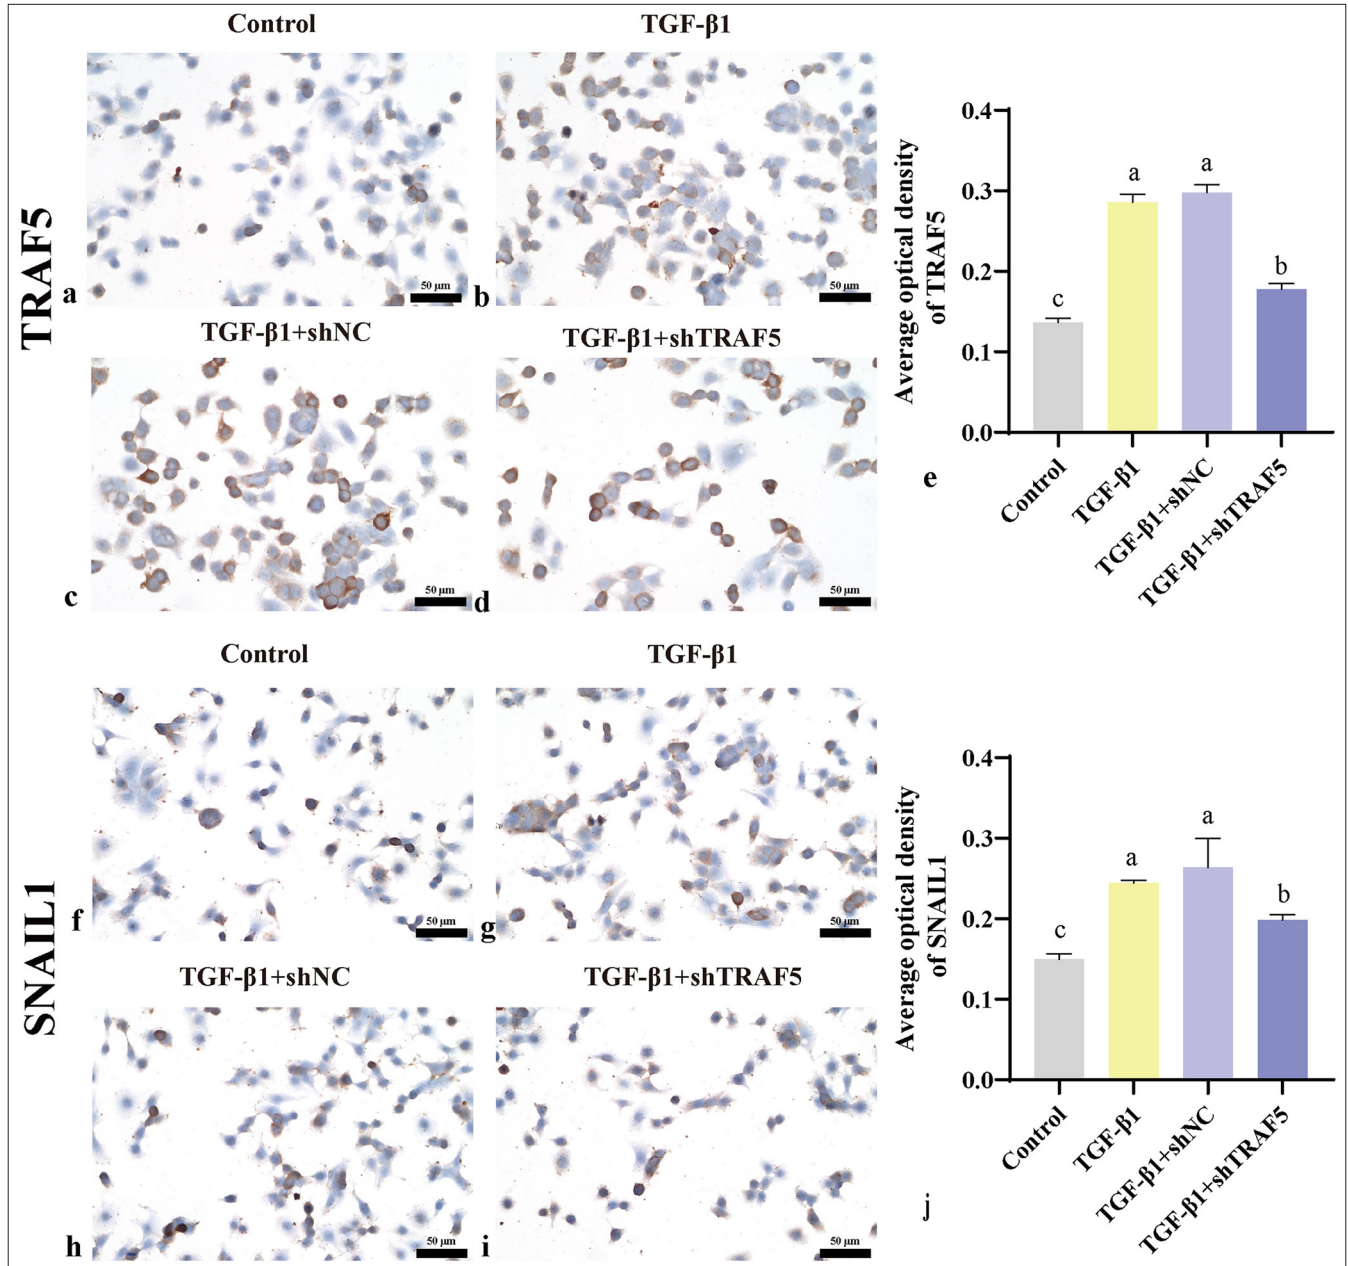 Control
TGF-β1
TRAF5
50 μm
50 μm
a
b
TGF-β1+shNC
TGF-β1+shTRAF5
50 μm
50 μm
c
d
Average optical density
of TRAF5
0.4
0.3
0.2
0.1
0.0
c
a
a
b
Control
TGF-β1
TGF-β1+shNC
TGF-β1+shTRAF5
e
Control
TGF-β1
SNAIL1
50 μm
50 μm
f
g
TGF-β1+shNC
TGF-β1+shTRAF5
50 μm
50 μm
h
i
Average optical density
of SNAIL1
0.4
0.3
0.2
0.1
0.0
c
a
a
b
Control
TGF-β1
TGF-β1+shNC
TGF-β1+shTRAF5
j